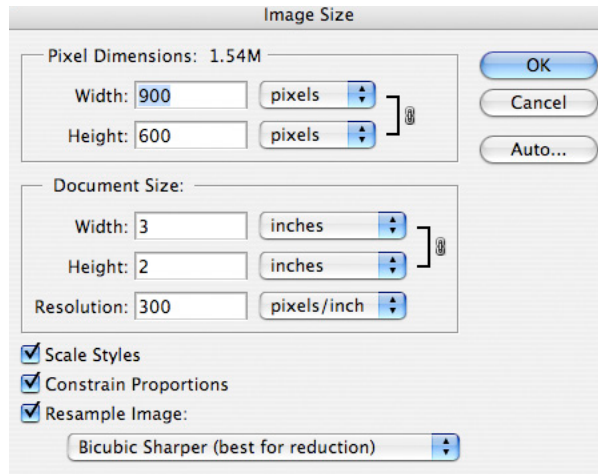 Image Size
Pixel Dimensions: 1.54M
OK
Width: 900 pixels
Cancel
Height: 600 pixels
Auto...
Document Size:
Width: 3 inches
Height: 2 inches
Resolution: 300 pixels/inch
Scale Styles
Constrain Proportions
Resample Image:
Bicubic Sharper (best for reduction)